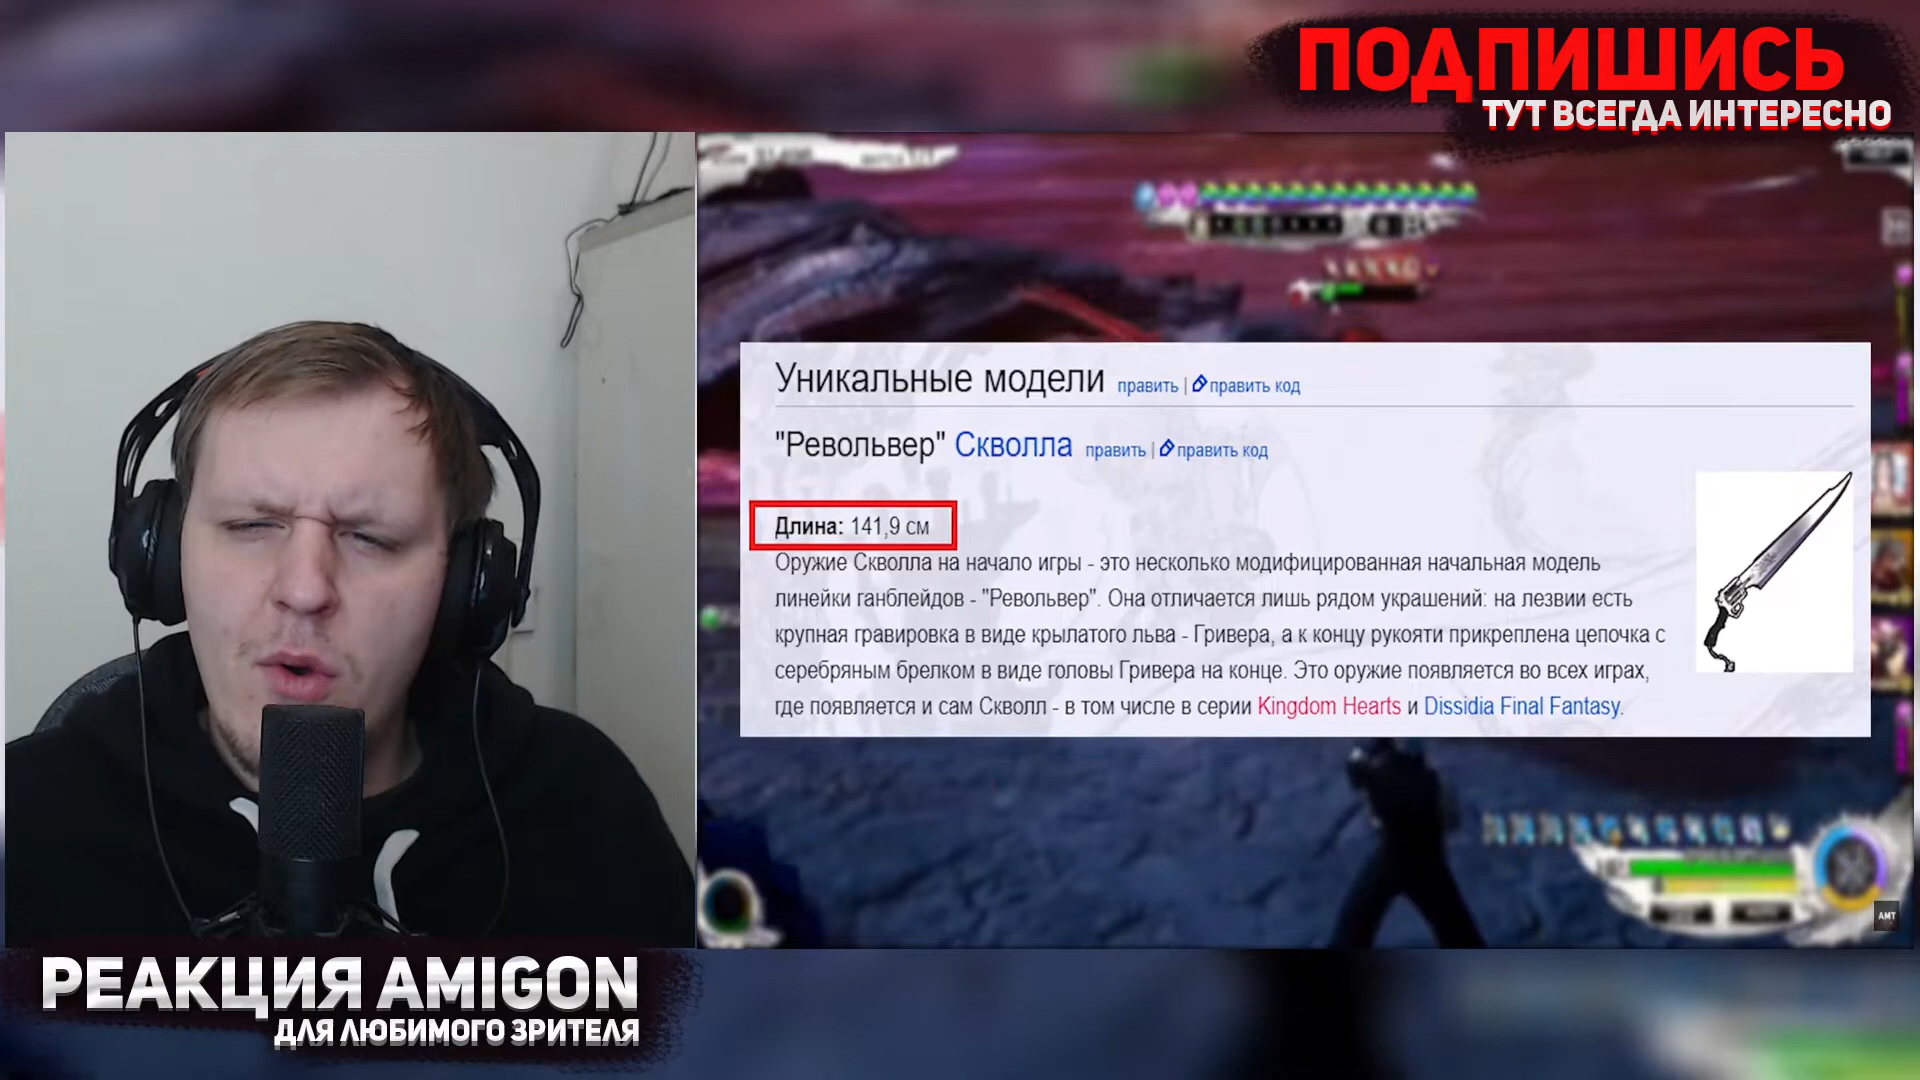 ПОДПИШИСЬ
ТУТ ВСЕГДА ИНТЕРЕСНО
Уникальные модели править | править код
"Револьвер" Скволла править | править код
Длина: 141,9 см
Оружие Скволла на начало игры - это несколько модифицированная начальная модель
линейки ганблейдов - "Револьвер". Она отличается лишь рядом украшений: на лезвии есть
крупная гравировка в виде крылатого льва - Гривера, а к концу рукояти прикреплена цепочка с
серебряным брелком в виде головы Гривера на конце. Это оружие появляется во всех играх,
где появляется и сам Скволл - в том числе в серии Kingdom Hearts и Dissidia Final Fantasy.
AMT
РЕАКЦИЯ AMIGON
ДЛЯ ЛЮБИМОГО ЗРИТЕЛЯ